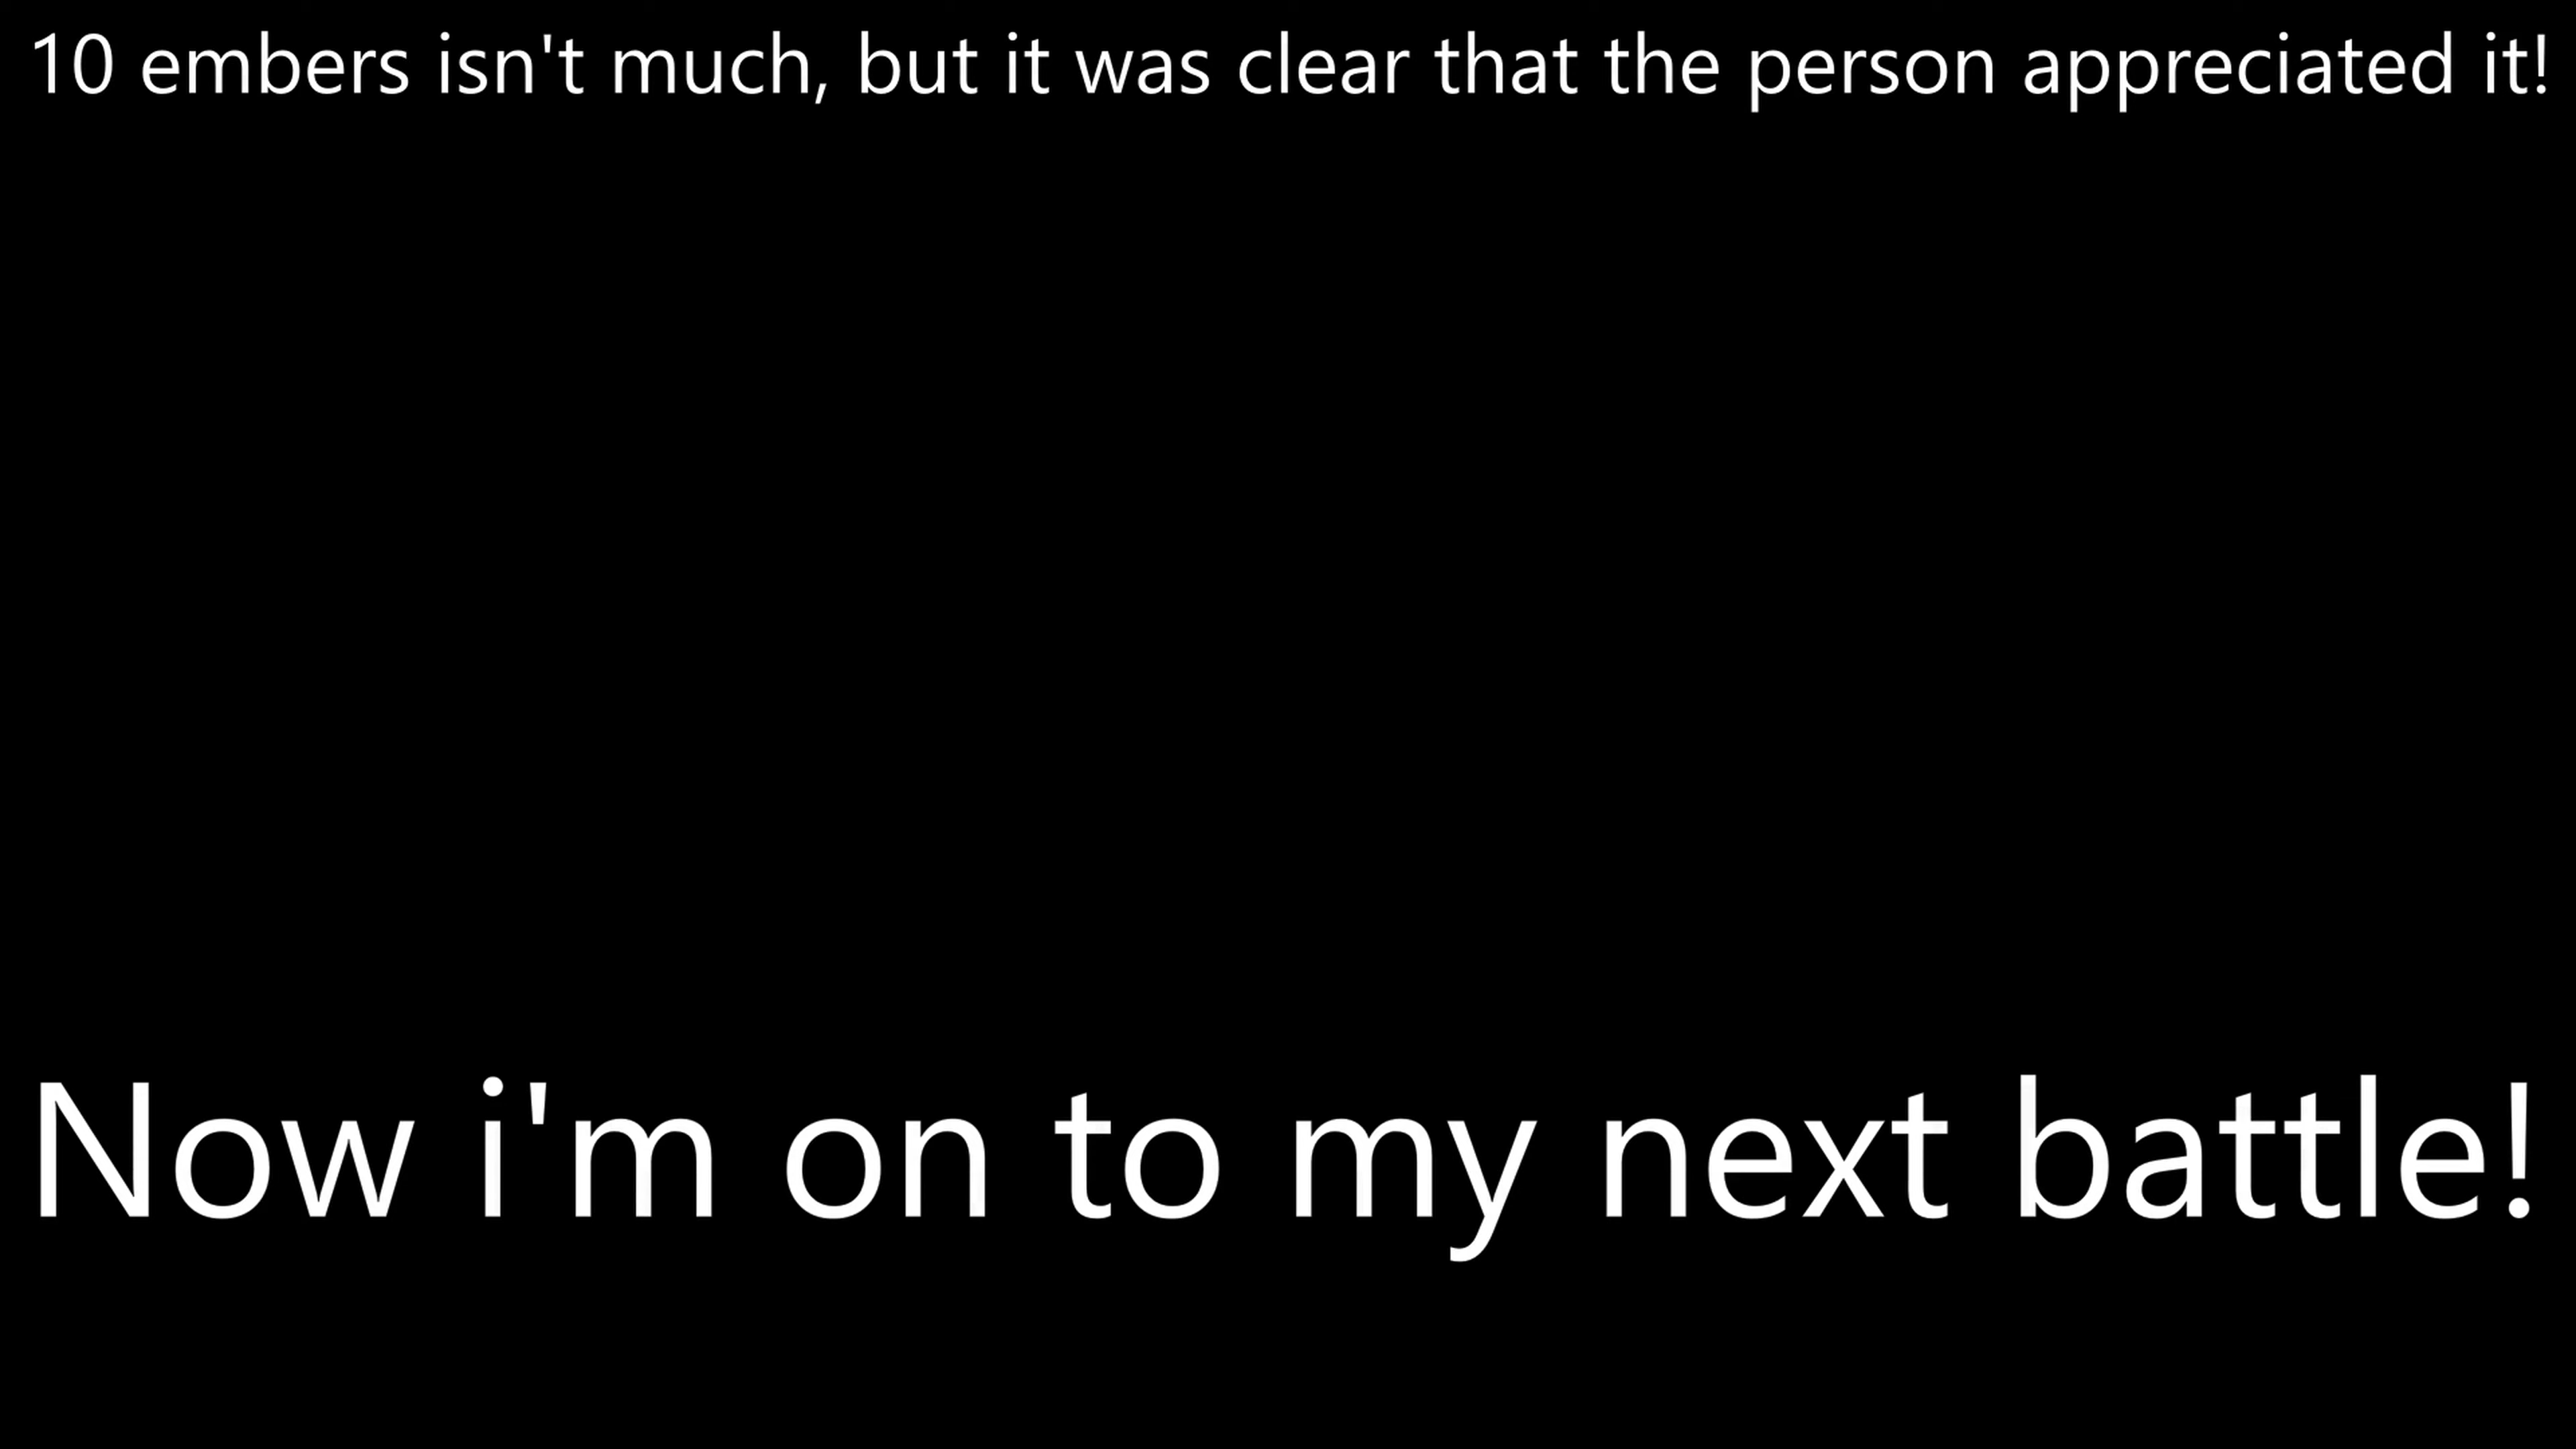 10 embers isn't much, but it was clear that the person appreciated it!
Now i'm on to my next battle!